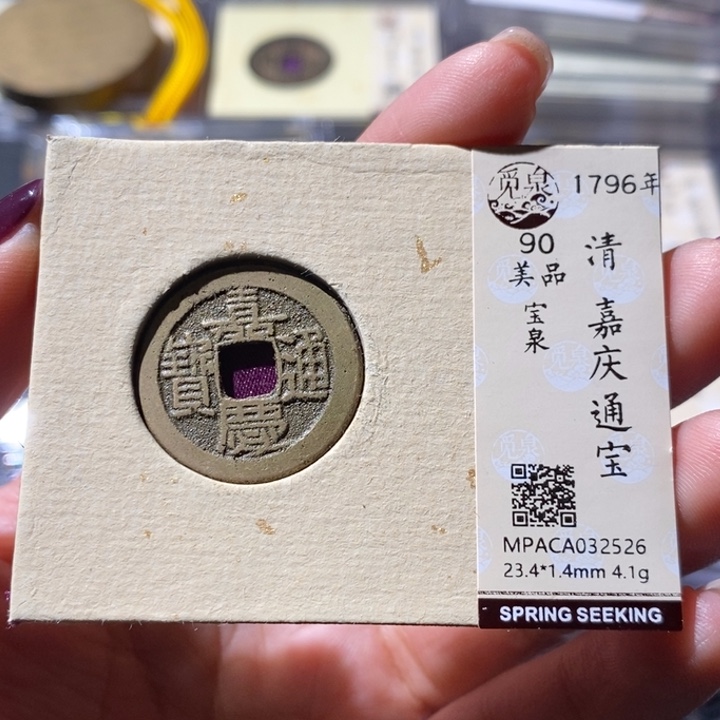 嘉慶通寶
觅泉
1796年
90
美品
宝泉
清 嘉庆通宝
MPACA032526
23.4*1.4mm 4.1g
SPRING SEEKING